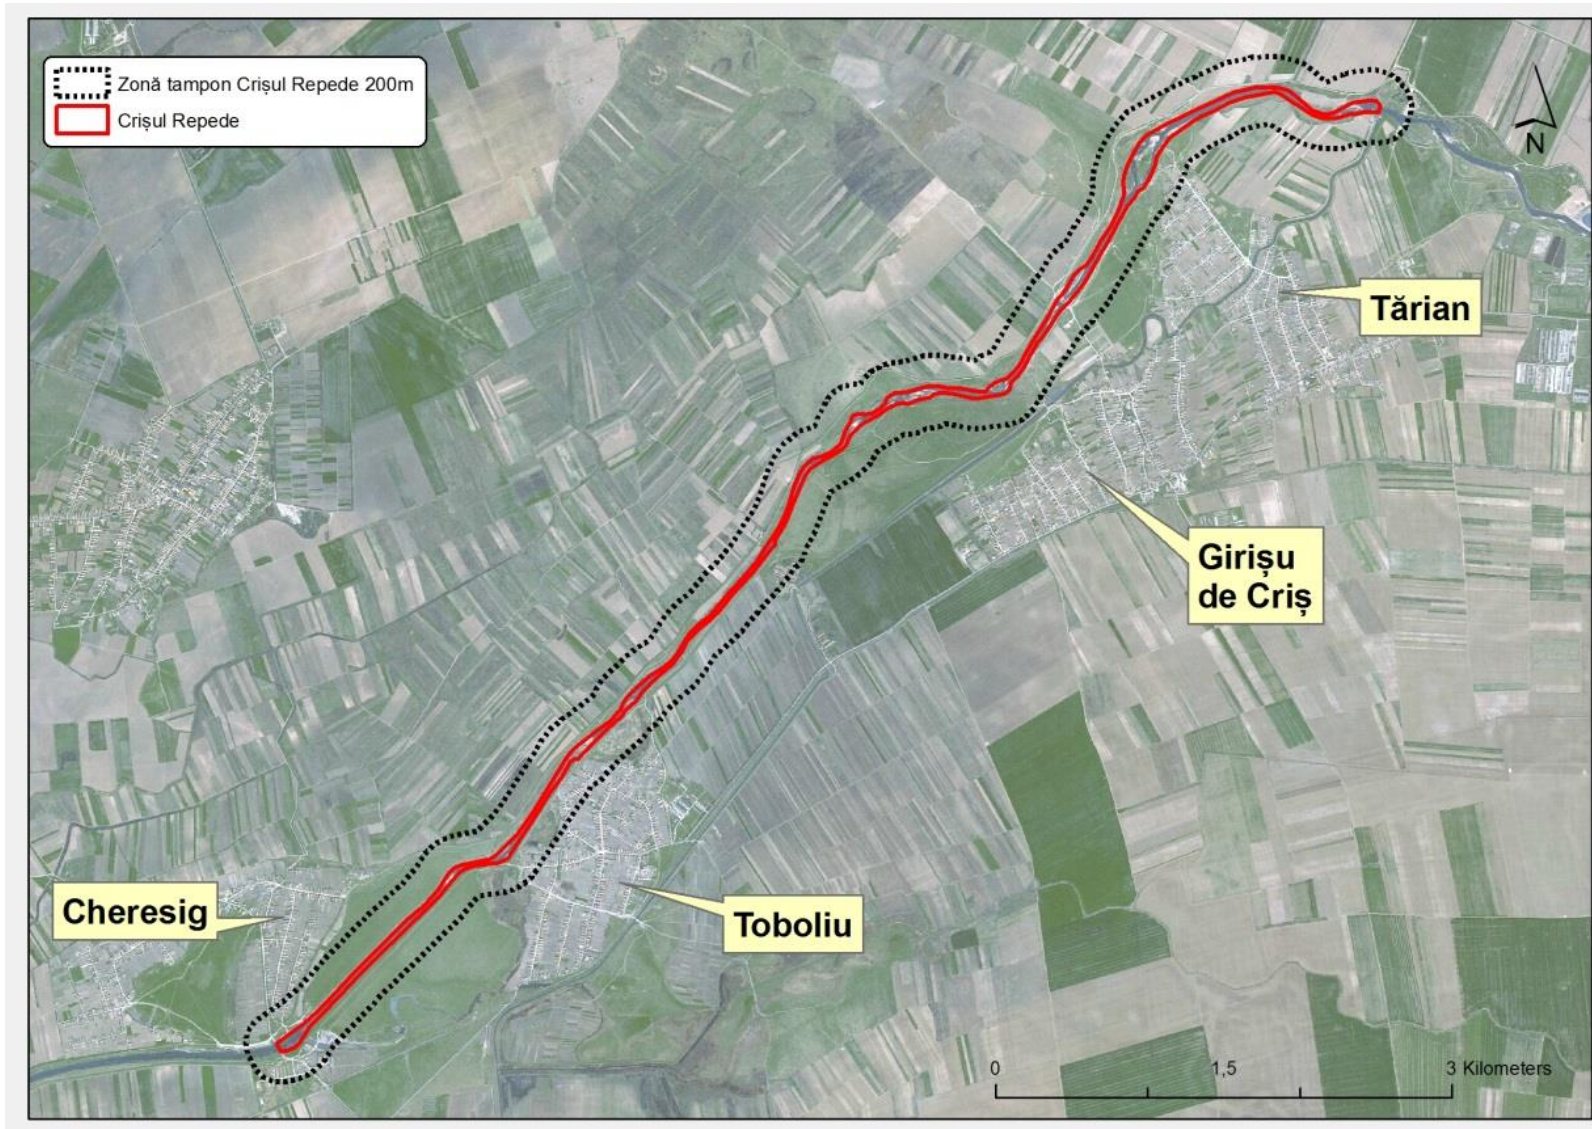 Zonă tampon Crișul Repede 200m
Crișul Repede
N
Tărian
Girișu
de Criș
Cheresig
Toboliu
0 1,5 3 Kilometers